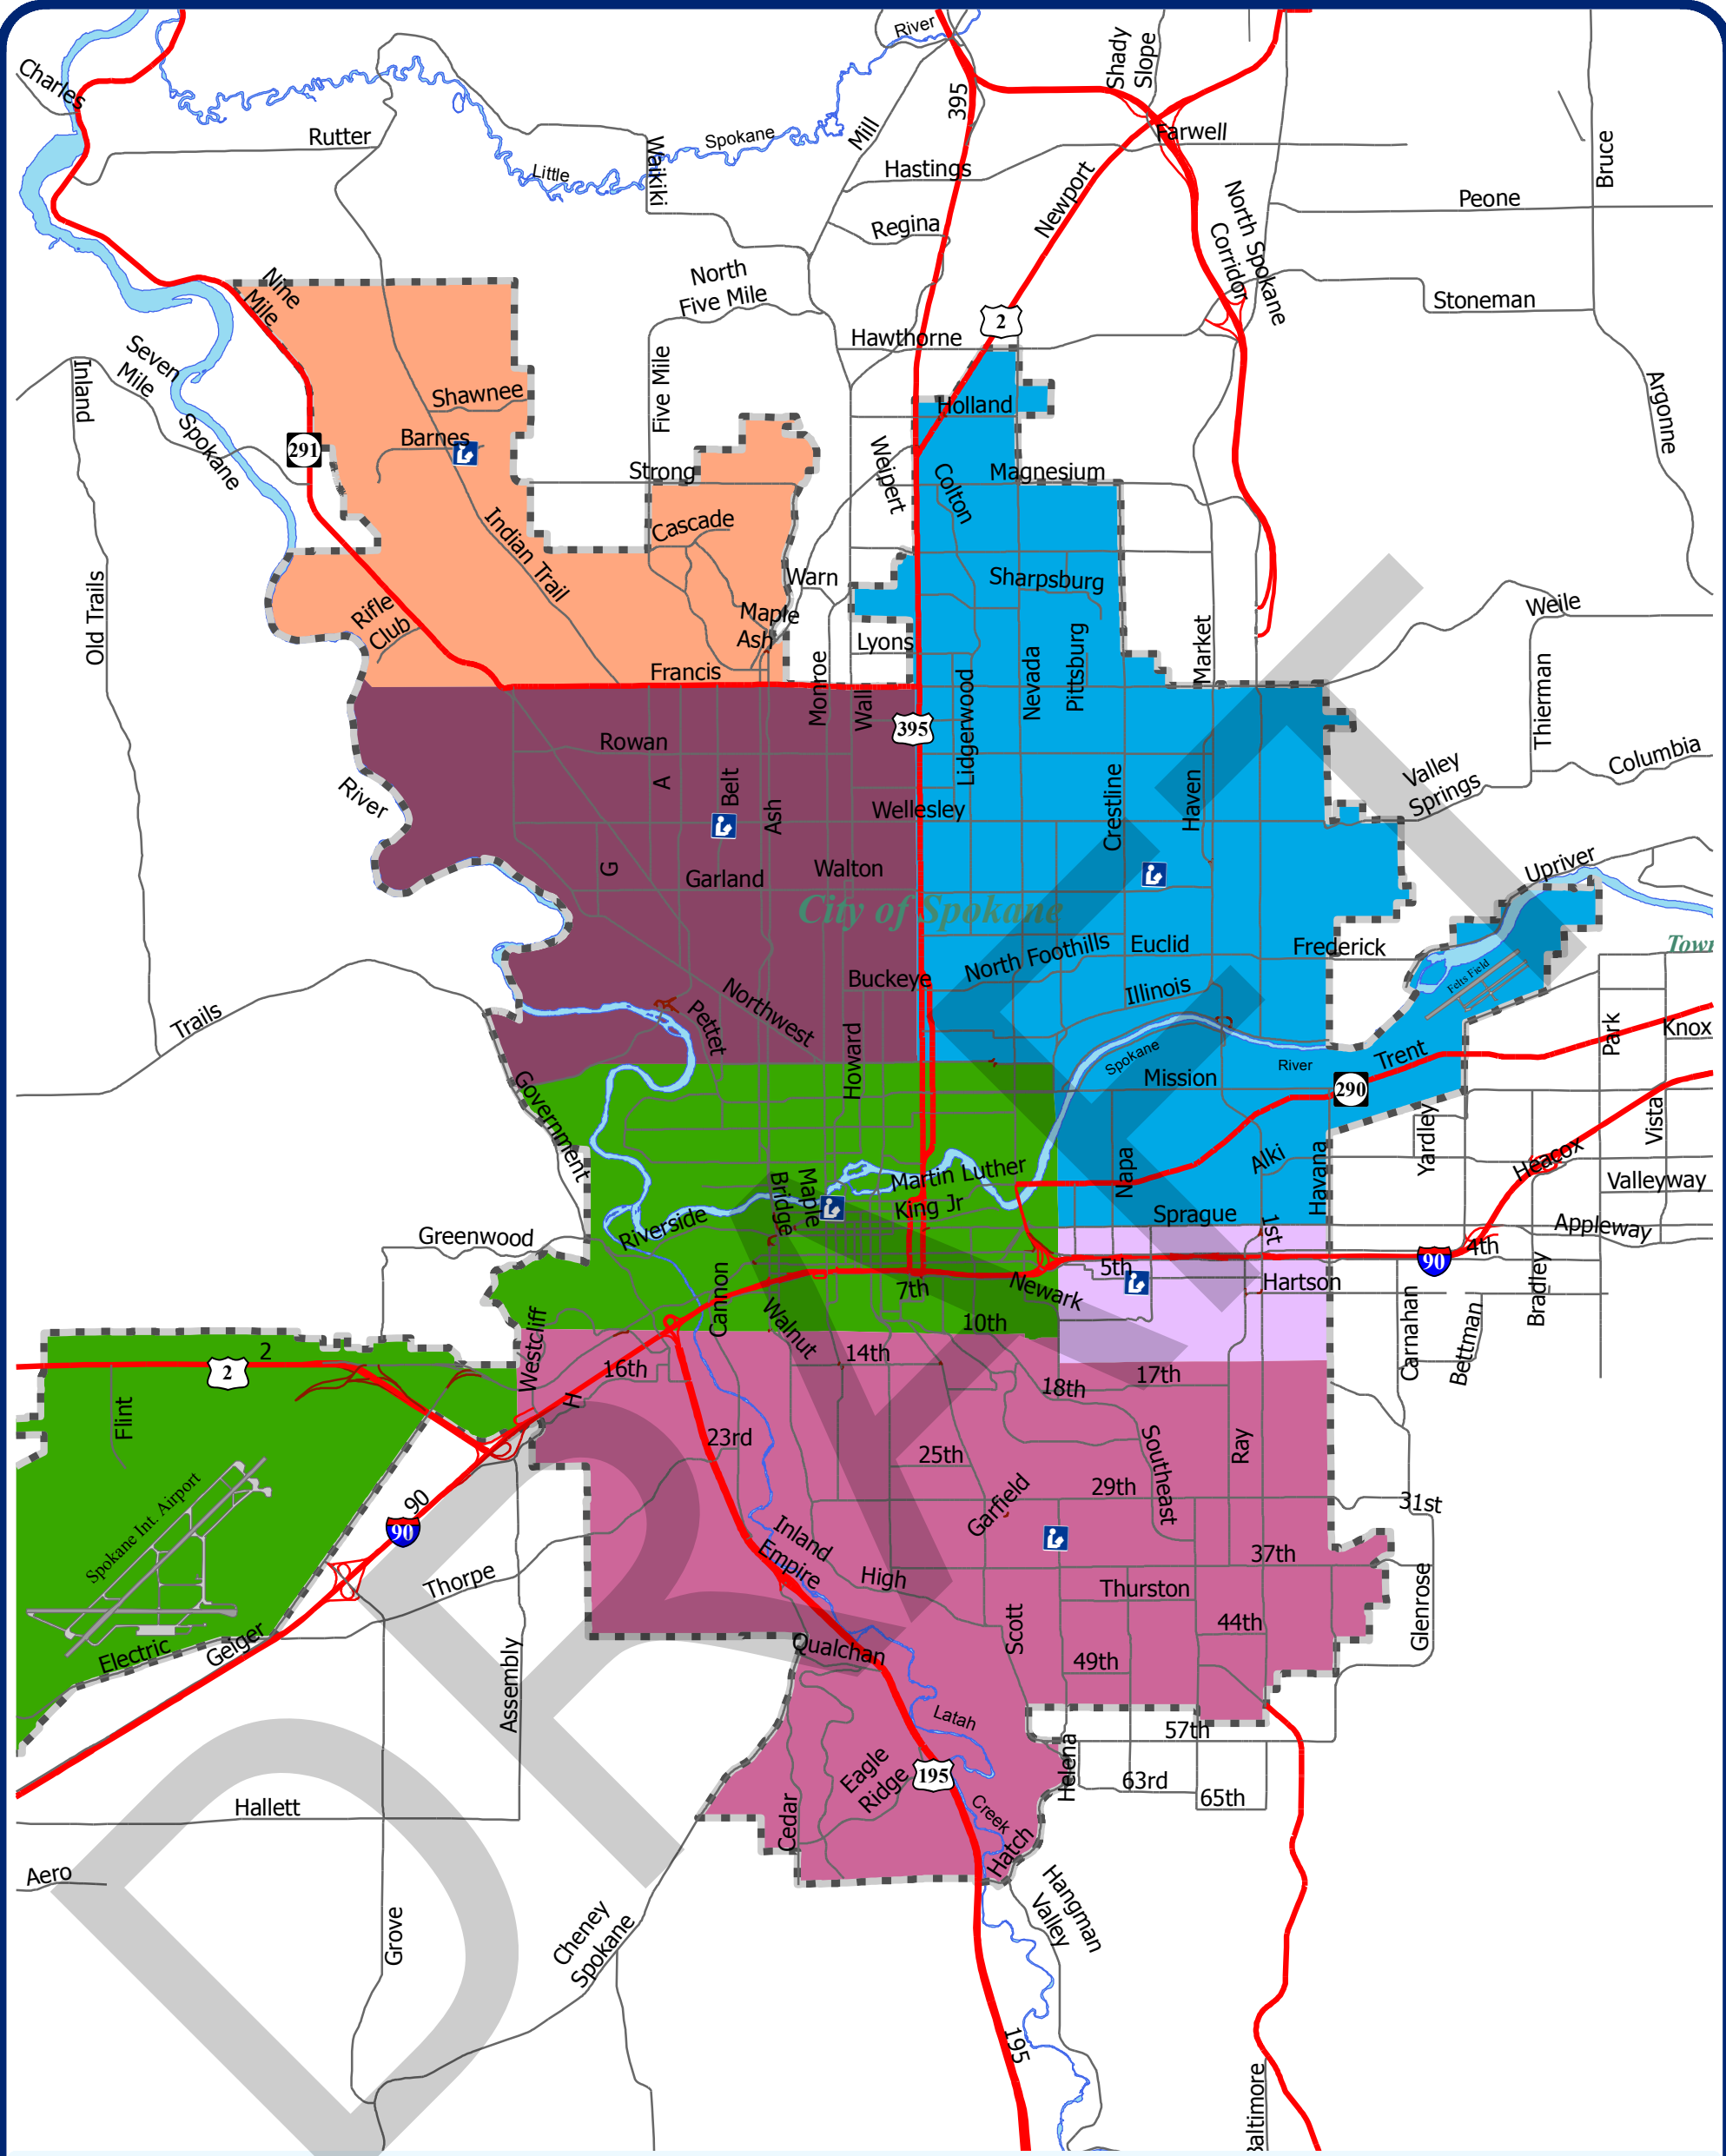 River
Charles
Shady
Slope
395
Rutter
Waikiki
Spokane
Mill
Farwell
Little
Hastings
Bruce
Newport
Peone
Regina
North Spokane
Corridor
North
Five Mile
Nine
Mile
Stoneman
2
Hawthorne
Seven
Mile
Inland
Five Mile
Shawnee
Holland
Argonne
Barnes
291
Spokane
Strong
Weipert
Magnesium
Colton
Cascade
Indian Trail
Warn
Sharpsburg
Old Trails
Rifle
Club
Maple
Ash
Lyons
Weile
Francis
Monroe
Wall
Lidgerwood
Nevada
Pittsburg
Market
Thierman
395
Rowan
A
Belt
Ash
River
Wellesley
Crestline
Haven
Valley
Springs
Columbia
G
Garland
Walton
Upriver
City of Spokane
North Foothills
Euclid
Frederick
Town
Buckeye
Felts Field
Illinois
Northwest
Pettet
Trails
Howard
Park
Knox
Spokane
River
Trent
Mission
290
Government
Yardley
Vista
Alki
Heacox
Martin Luther
King Jr
Napa
Havana
Valleyway
Maple
Bridge
Riverside
Sprague
1st
Appleway
Greenwood
4th
90
5th
Hartson
7th
Newark
Cannon
Walnut
10th
Westcliff
Carnahan
Bettman
Bradley
2
2
14th
16th
17th
18th
H
Flint
23rd
25th
Southeast
Ray
29th
Garfield
31st
Spokane Int. Airport
90
90
Inland
Empire
37th
High
Thorpe
Thurston
Glenrose
Scott
44th
Electric
Geiger
Assembly
Qualchan
49th
Latah
57th
Eagle
Ridge
195
Helena
63rd
65th
Hallett
Cedar
Creek
Hatch
Aero
Grove
Cheney
Spokane
Hangman
Valley
195
Baltimore
DRAFT